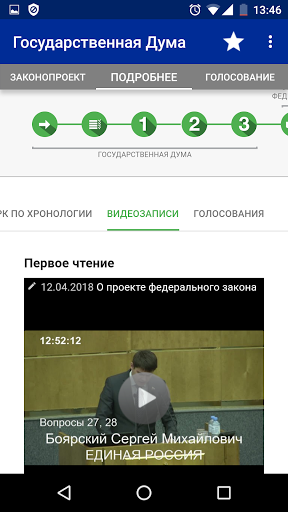 13:46
Государственная Дума
ЗАКОНОПРОЕКТ ПОДРОБНЕЕ ГОЛОСОВАНИЕ
ФЕД
1 2 3
ГОСУДАРСТВЕННАЯ ДУМА
РК ПО ХРОНОЛОГИИ ВИДЕОЗАПИСИ ГОЛОСОВАНИЯ
Первое чтение
12.04.2018 О проекте федерального закона
12:52:12
Вопросы 27, 28
Боярский Сергей Михайлович
ЕДИНАЯ РОССИЯ